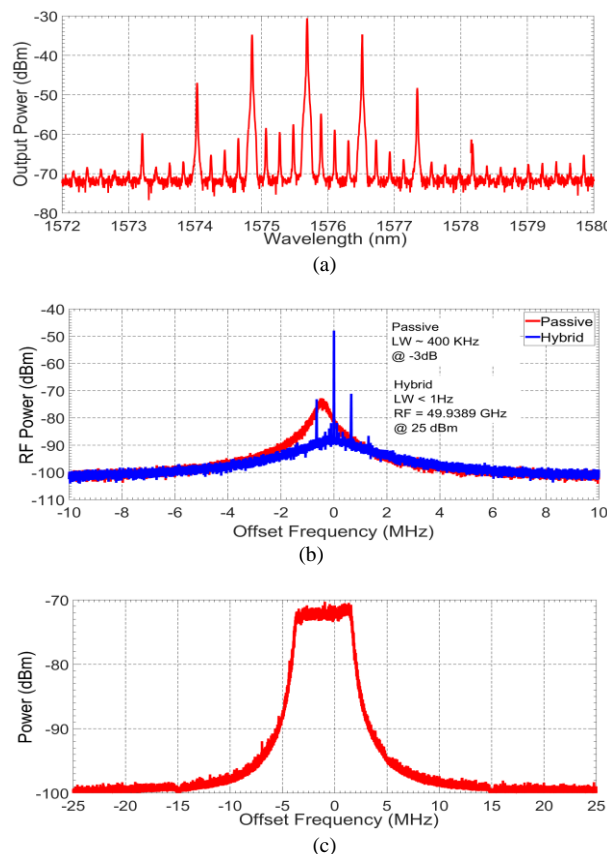 -30
-40
-50
-60
-70
-80
Output Power (dBm)
1572 1573 1574 1575 1576 1577 1578 1579 1580
Wavelength (nm)
(a)
-40
-50
-60
-70
-80
-90
-100
-110
RF Power (dBm)
Passive
LW ~ 400 KHz
@ -3dB
Hybrid
LW < 1Hz
RF = 49.9389 GHz
@ 25 dBm
Passive
Hybrid
-10 -8 -6 -4 -2 0 2 4 6 8 10
Offset Frequency (MHz)
(b)
-70
-80
-90
-100
Power (dBm)
-25 -20 -15 -10 -5 0 5 10 15 20 25
Offset Frequency (MHz)
(c)